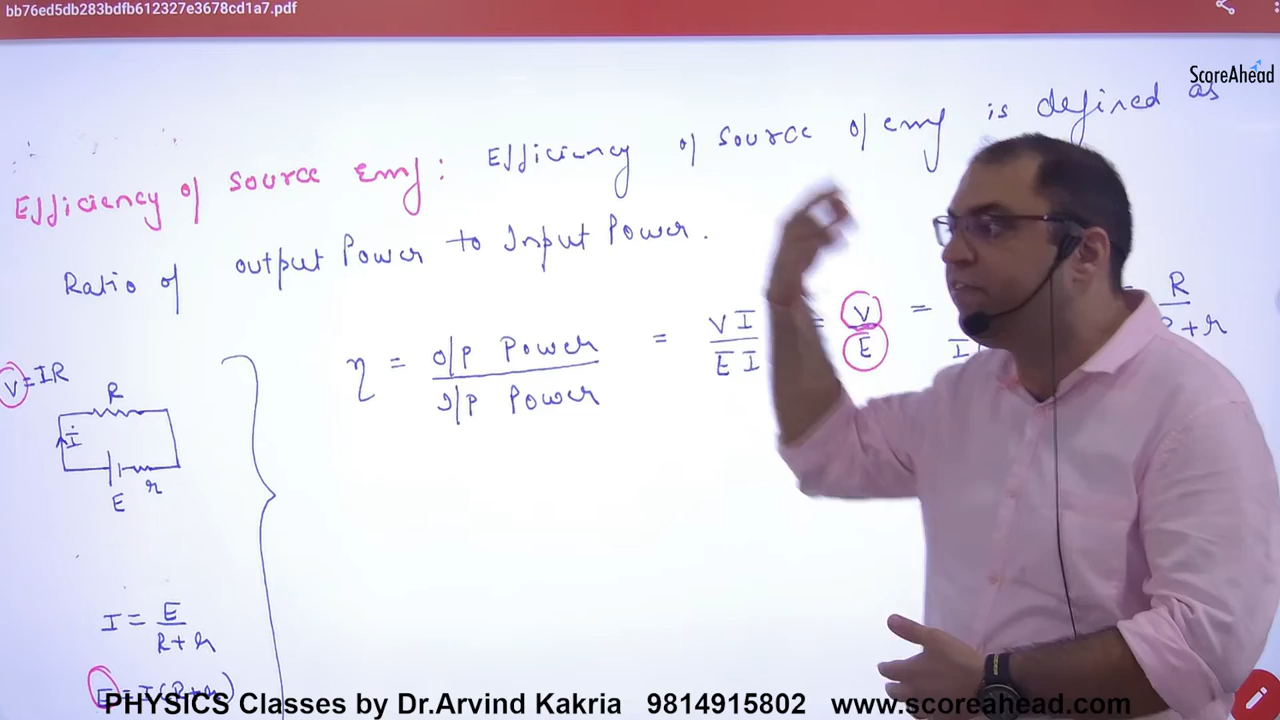 bb76ed5db283bdfb612327e3678cd1a7.pdf
ScoreAhead
Efficiency of source Emf : Efficiency of source of emf is defined as
Ratio of output Power to Input Power.
η = O/P Power / I/P Power = VI / EI = V / E = R / + r
V = IR
R
I
E r
I = E / R + r
E = I(R+r)
PHYSICS Classes by Dr.Arvind Kakria 9814915802 www.scoreahead.com